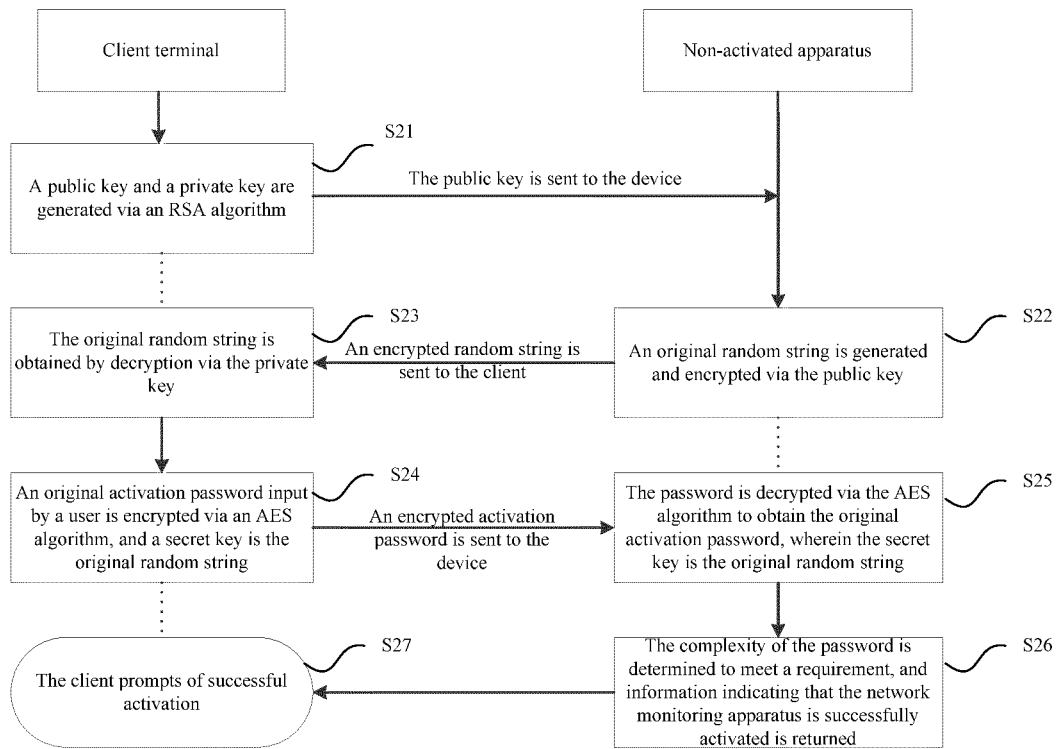 Client terminal
Non-activated apparatus
S21
A public key and a private key are
generated via an RSA algorithm
The public key is sent to the device
S23
The original random string is
obtained by decryption via the private
key
An encrypted random string is
sent to the client
S22
An original random string is generated
and encrypted via the public key
S24
An original activation password input
by a user is encrypted via an AES
algorithm, and a secret key is the
original random string
An encrypted activation
password is sent to the
device
S25
The password is decrypted via the AES
algorithm to obtain the original
activation password, wherein the secret
key is the original random string
S27
The client prompts of successful
activation
S26
The complexity of the password is
determined to meet a requirement, and
information indicating that the network
monitoring apparatus is successfully
activated is returned